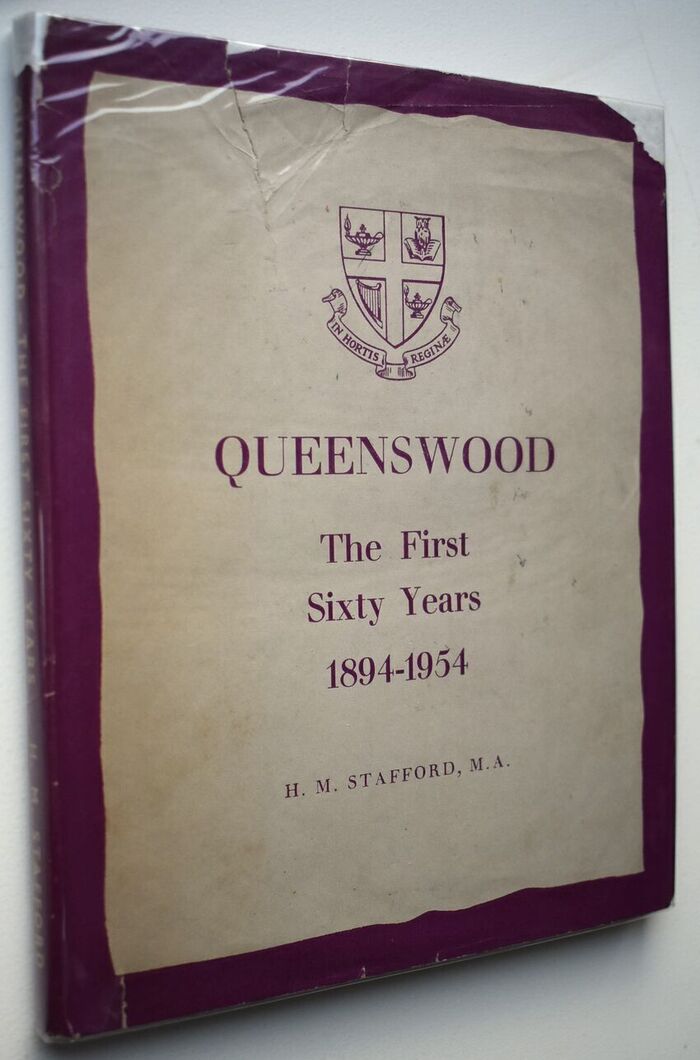 IN HORTIS REGINÆ
QUEENSWOOD
The First
Sixty Years
1894-1954
H. M. STAFFORD, M.A.
QUEENSWOOD - THE FIRST SIXTY YEARS H. M. STAFFORD